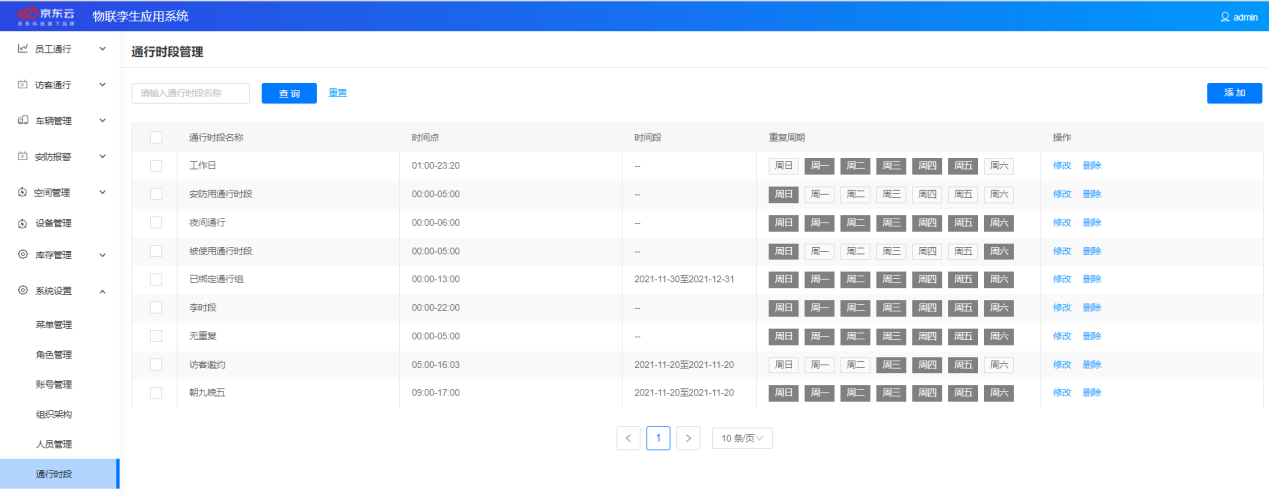 京东云 物联孪生应用系统 admin
京东科技旗下品牌
员工通行
访客通行
车辆管理
安防报警
空间管理
设备管理
库存管理
系统设置
菜单管理
角色管理
账号管理
组织架构
人员管理
通行时段
通行时段管理
请输入通行时段名称 查询 重置 添加
通行时段名称 时间点 时间段 重复周期 操作
工作日 01:00-23:20 -- 周日 周一 周二 周三 周四 周五 周六 修改 删除
安防用通行时段 00:00-05:00 -- 周日 周一 周二 周三 周四 周五 周六 修改 删除
夜间通行 00:00-06:00 -- 周日 周一 周二 周三 周四 周五 周六 修改 删除
被使用通行时段 00:00-05:00 -- 周日 周一 周二 周三 周四 周五 周六 修改 删除
已绑定通行组 00:00-13:00 2021-11-30至2021-12-31 周日 周一 周二 周三 周四 周五 周六 修改 删除
李时段 00:00-22:00 -- 周日 周一 周二 周三 周四 周五 周六 修改 删除
无重复 00:00-05:00 -- 周日 周一 周二 周三 周四 周五 周六 修改 删除
访客邀约 05:00-16:03 2021-11-20至2021-11-20 周日 周一 周二 周三 周四 周五 周六 修改 删除
朝九晚五 09:00-17:00 2021-11-20至2021-11-20 周日 周一 周二 周三 周四 周五 周六 修改 删除
< 1 > 10 条/页